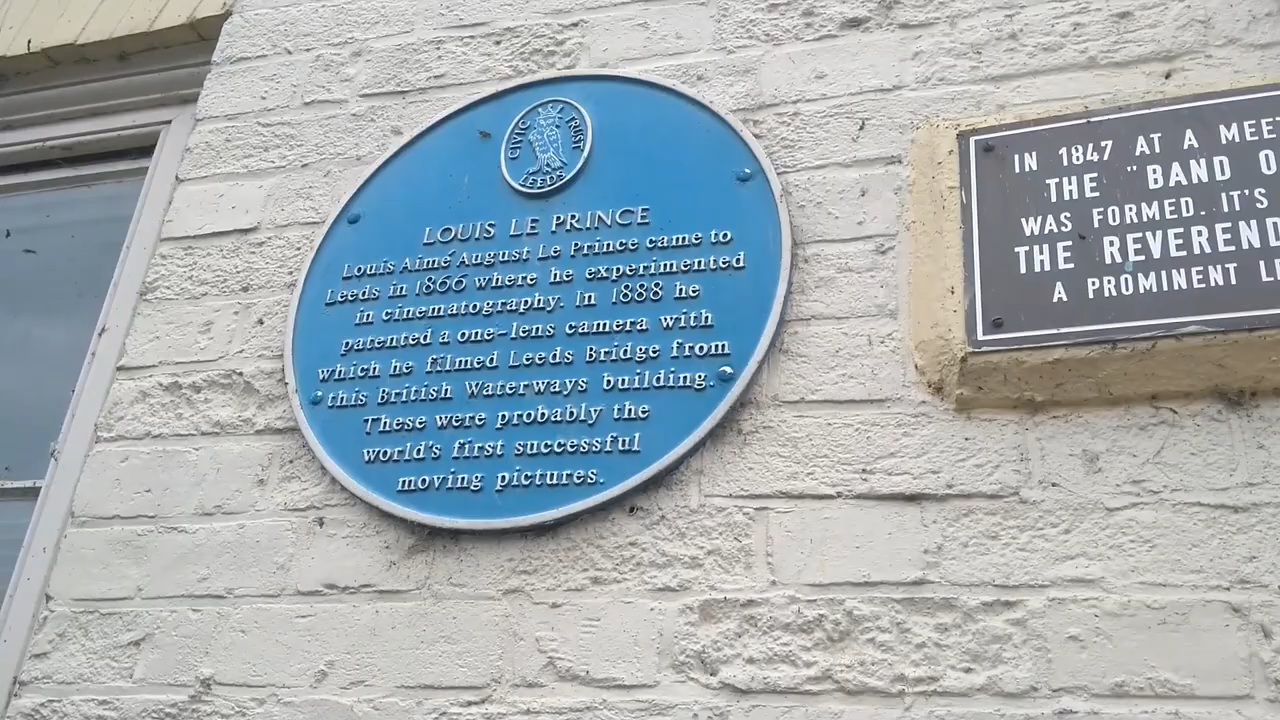 CIVIC TRUST
LEEDS
LOUIS LE PRINCE
Louis Aimé August Le Prince came to
Leeds in 1866 where he experimented
in cinematography. In 1888 he
patented a one-lens camera with
which he filmed Leeds Bridge from
this British Waterways building.
These were probably the
world's first successful
moving pictures.
IN 1847 AT A MEE
THE "BAND O
WAS FORMED. IT'S
THE REVEREND
A PROMINENT L